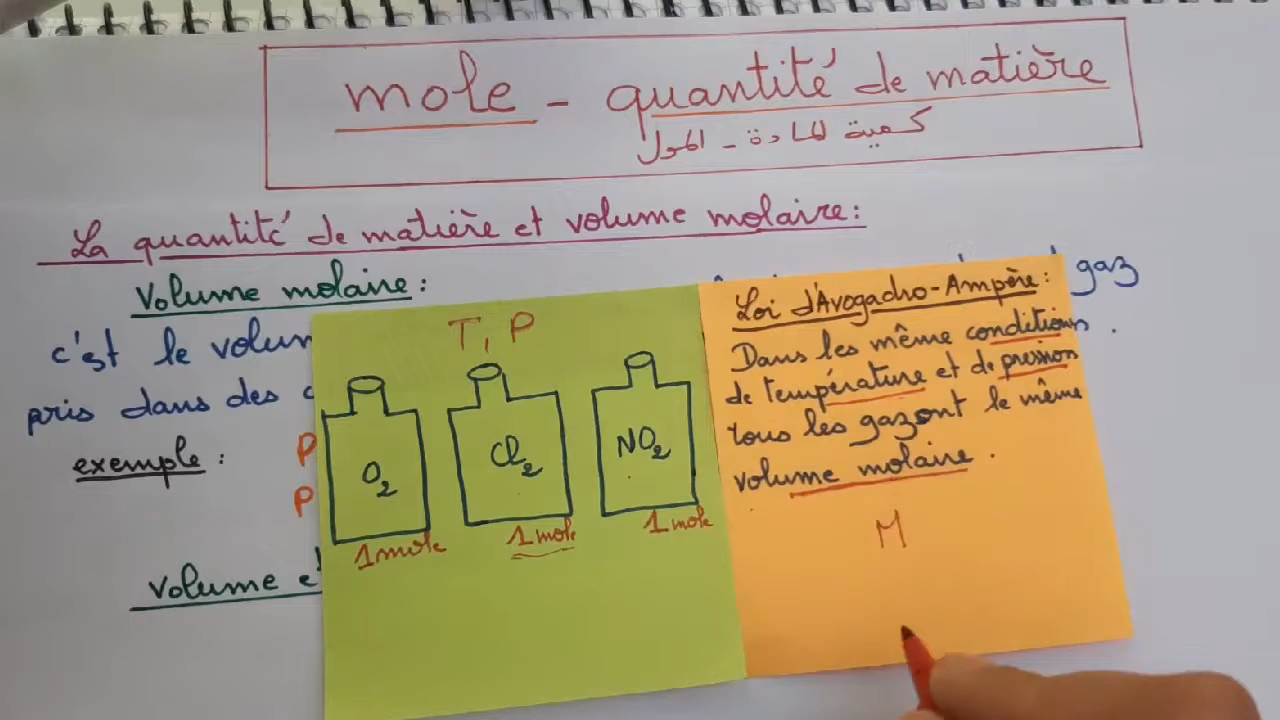 mole - quantité de matière
كمية المادة - المول
La quantité de matière et volume molaire:
Volume molaire:
gaz
c'est le volum
pris dans des c
exemple:
P
P
volume e
T, P
O2
Cl2
NO2
1 mole
1 mole
1 mole
Loi d'Avogadro-Ampère:
Dans les même conditions
de température et de pression
tous les gaz ont le même
volume molaire.
M